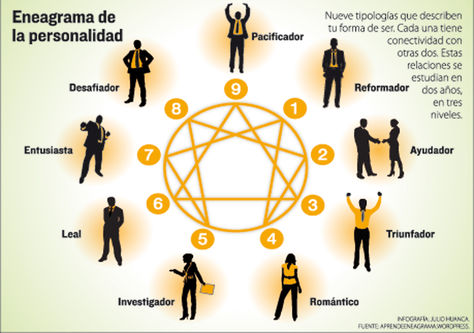 Eneagrama de
la personalidad
Nueve tipologías que describen
tu forma de ser. Cada una tiene
conectividad con
otras dos. Estas
relaciones se
estudian en
dos años,
en tres
niveles.
Pacificador
Desafiador
Reformador
9
8
1
Entusiasta
7
2
Ayudador
Leal
6
3
Triunfador
5
4
Investigador
Romántico
INFOGRAFÍA: JULIO HUANCA.
FUENTE: APRENDEENEAGRAMA.WORDPRESS.